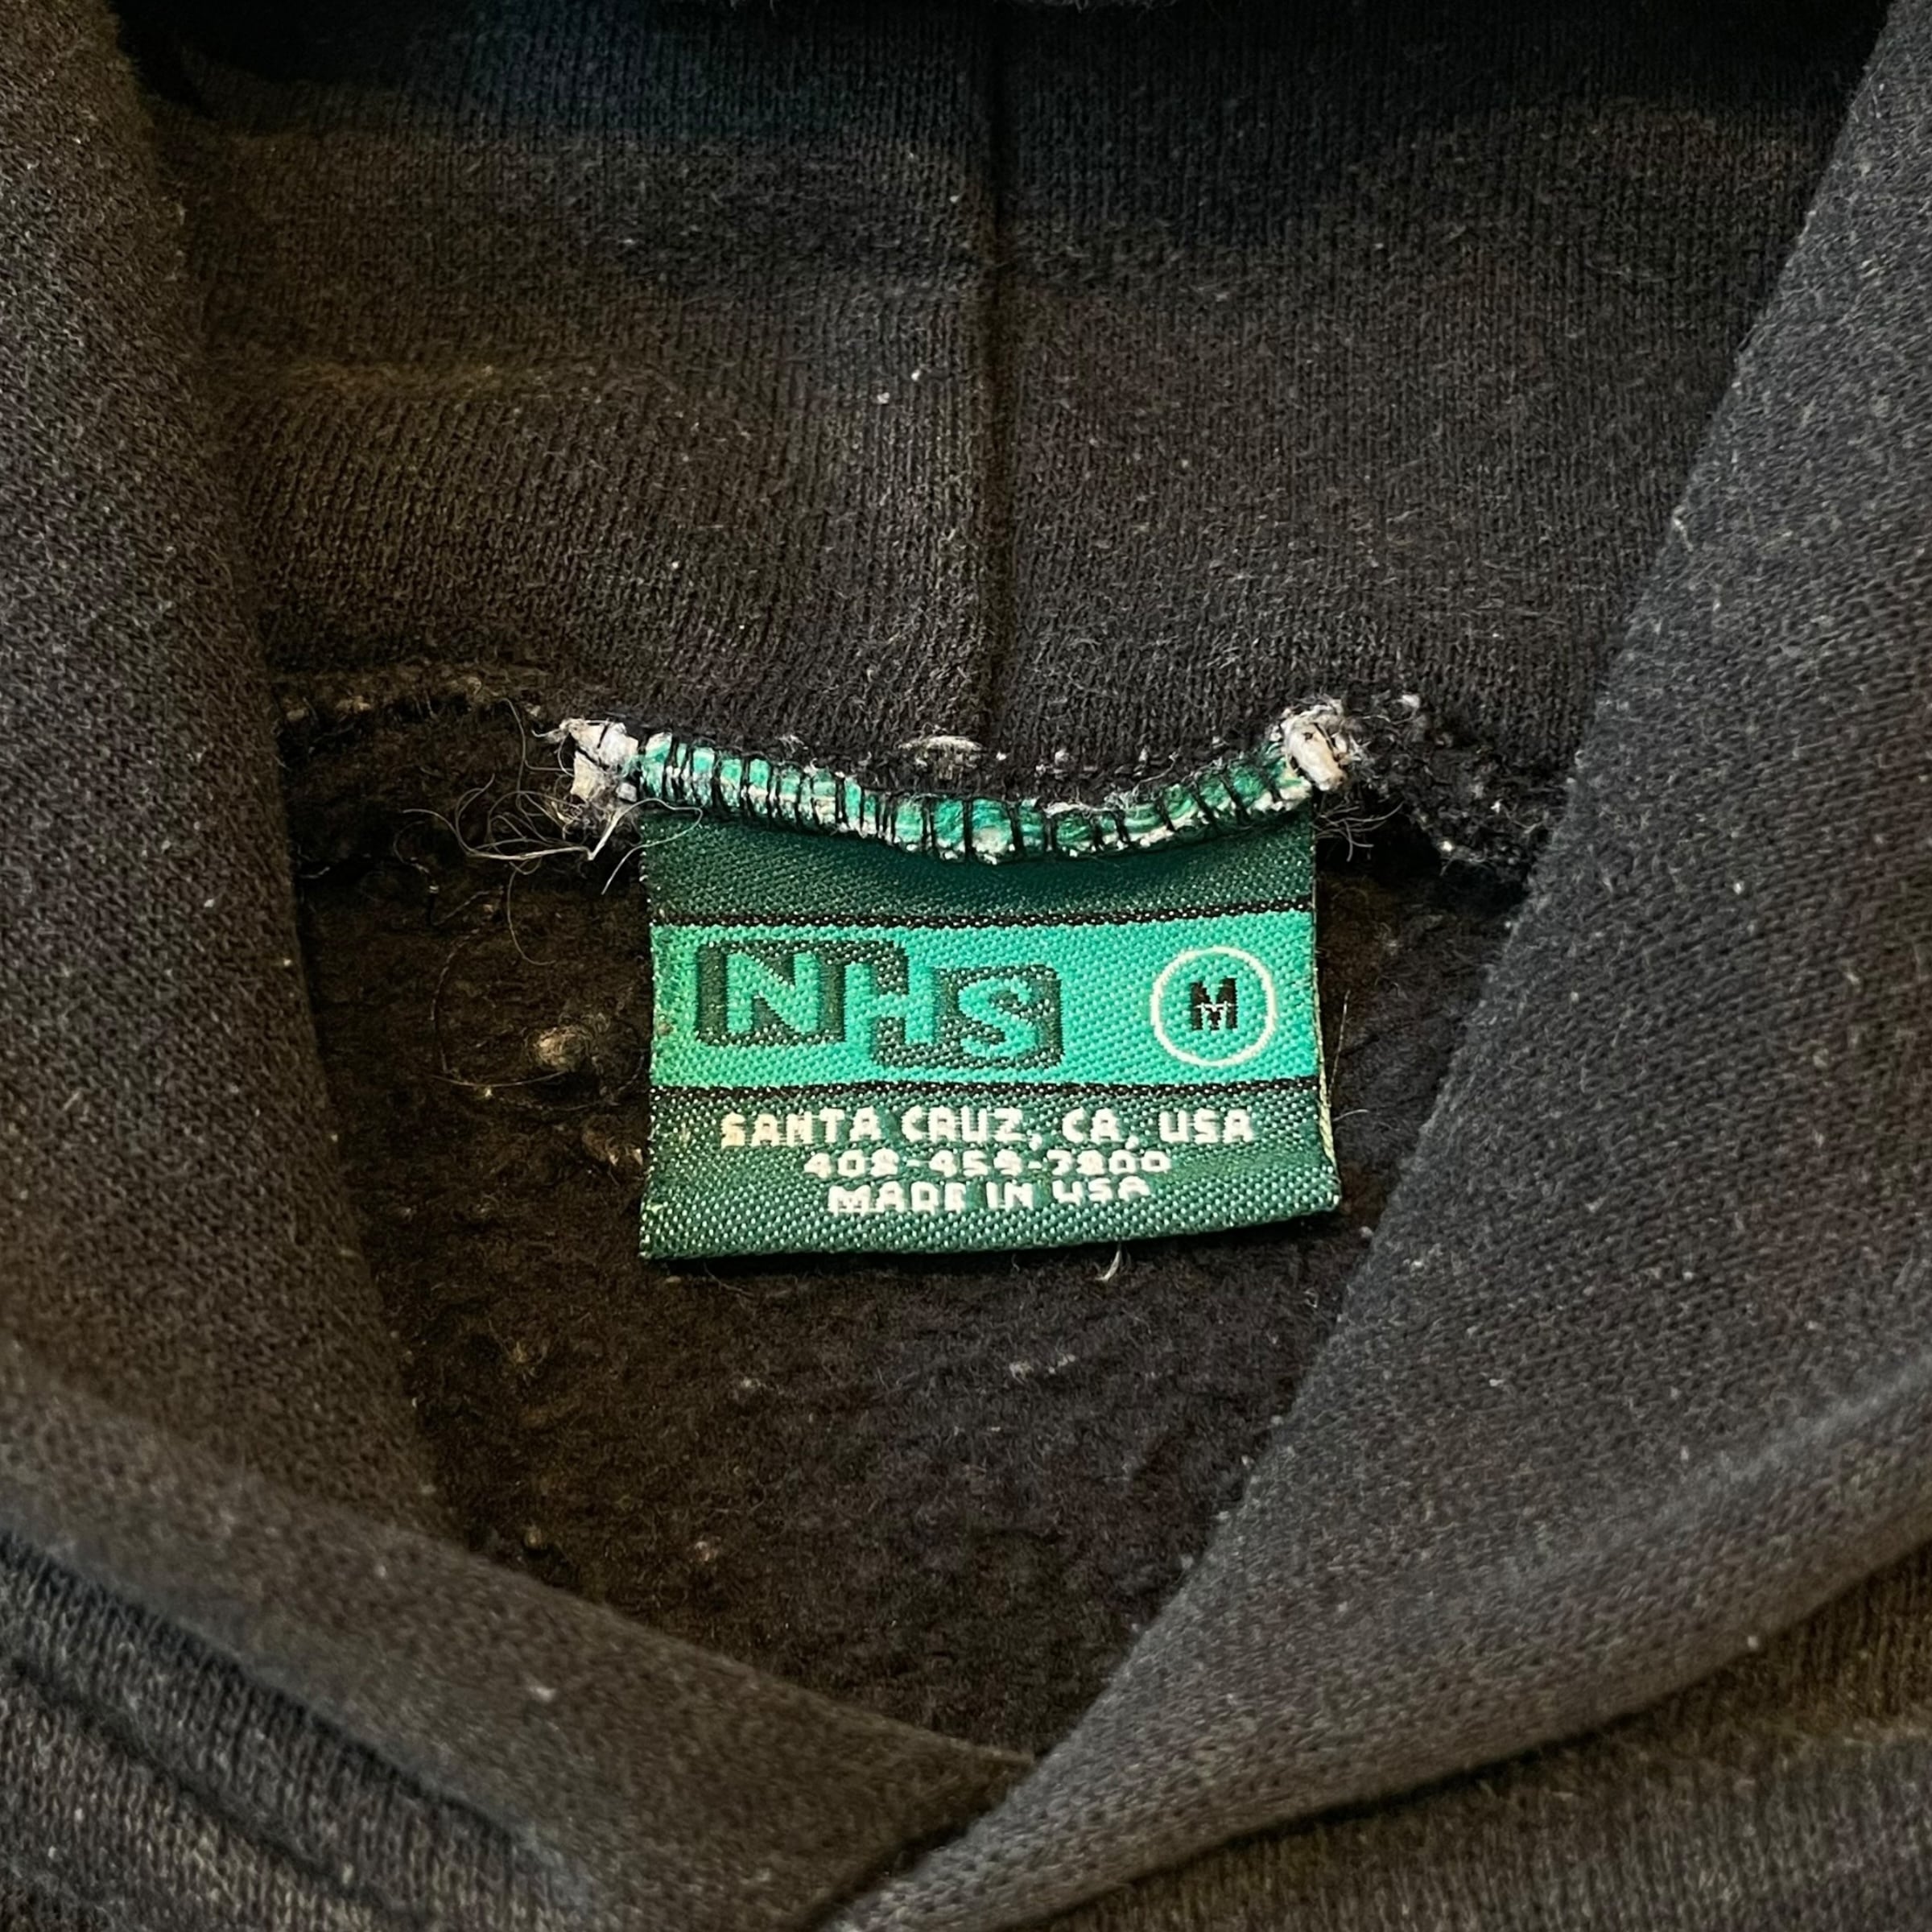 NHS M
SANTA CRUZ, CA, USA
408-459-7800
MADE IN USA